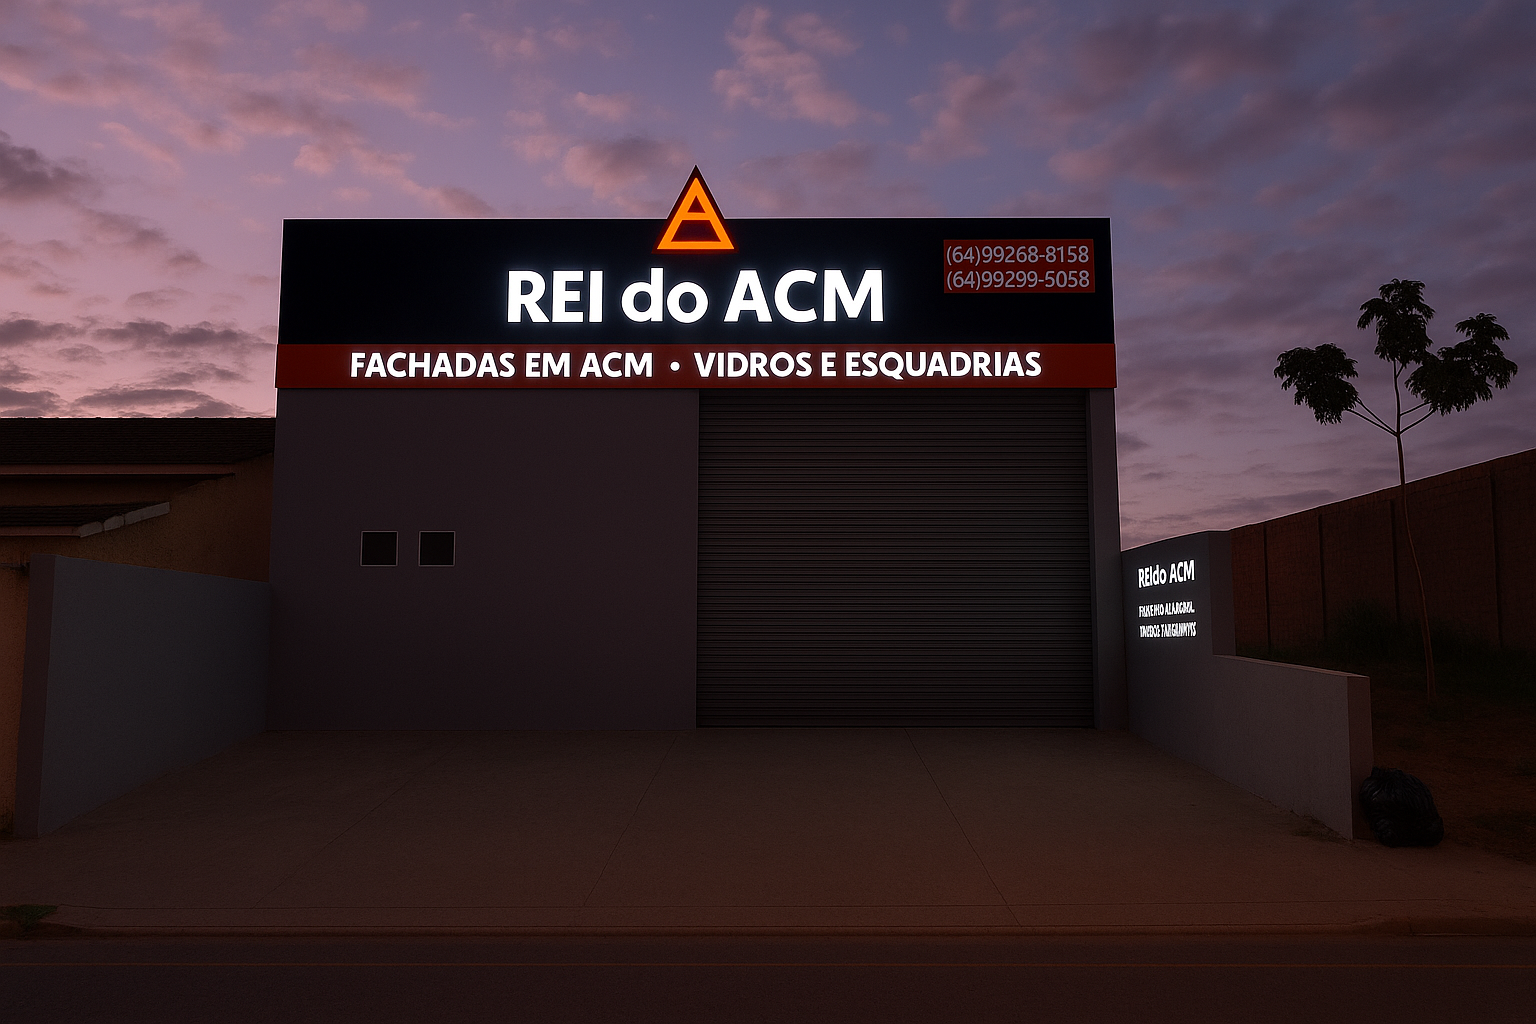 REI do ACM
(64)99268-8158
(64)99299-5058
FACHADAS EM ACM • VIDROS E ESQUADRIAS
REIdo ACM